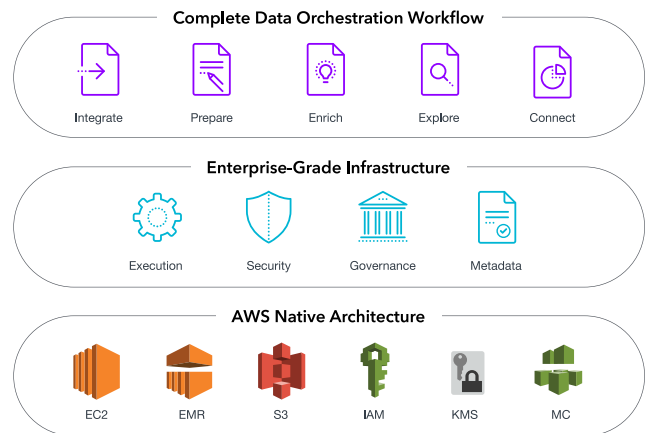 Complete Data Orchestration Workflow
Integrate Prepare Enrich Explore Connect
Enterprise-Grade Infrastructure
Execution Security Governance Metadata
AWS Native Architecture
EC2 EMR S3 IAM KMS MC